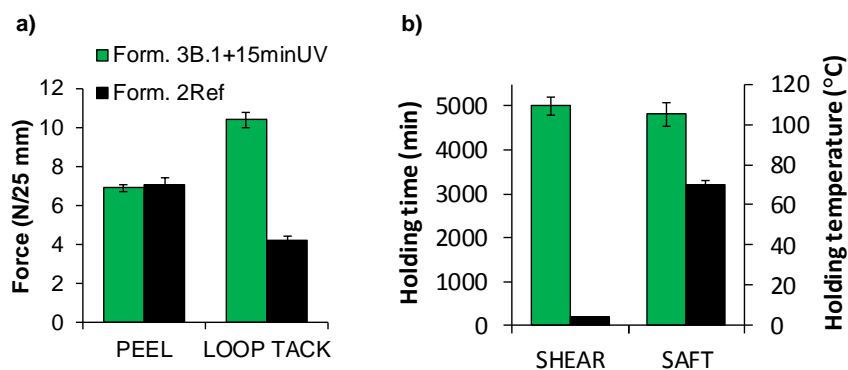 a)
Form. 3B.1+15minUV
Form. 2Ref
Force (N/25 mm)
12
10
8
6
4
2
0
PEEL LOOP TACK
b)
Holding time (min)
5000
4000
3000
2000
1000
0
SHEAR SAFT
120
100
80
60
40
20
0
Holding temperature (°C)